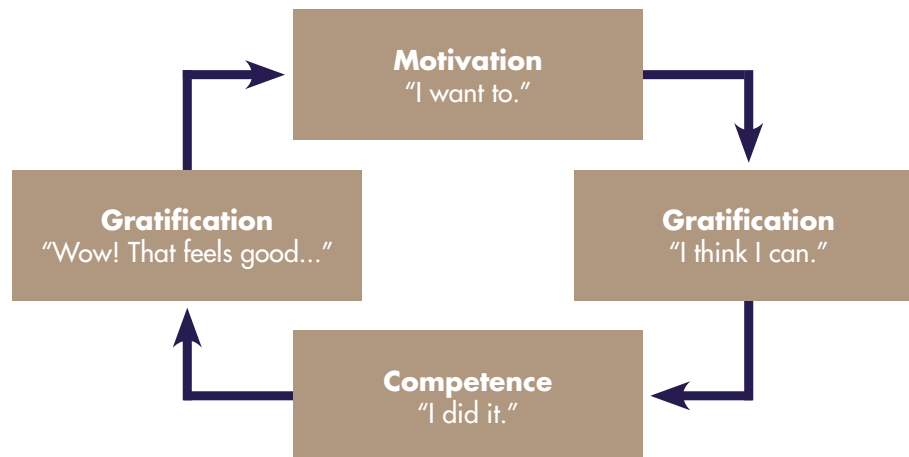 Motivation
“I want to.”
Gratification
“Wow! That feels good...”
Gratification
“I think I can.”
Competence
“I did it.”